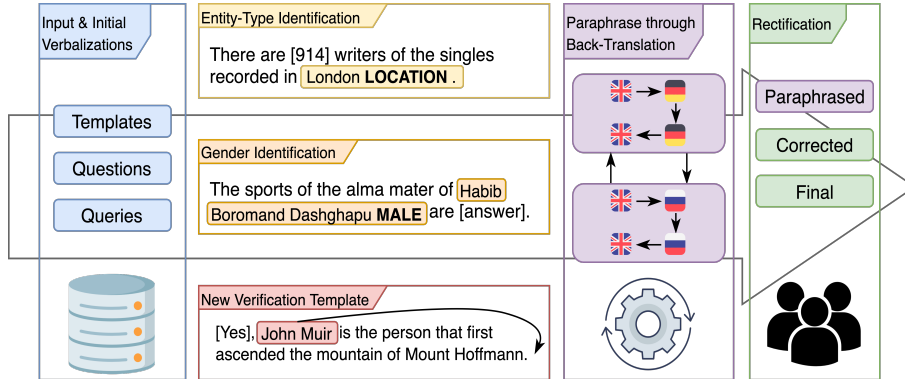 Input & Initial
Verbalizations
Templates
Questions
Queries
Entity-Type Identification
There are [914] writers of the singles
recorded in London LOCATION .
Gender Identification
The sports of the alma mater of Habib
Boromand Dashghapu MALE are [answer].
New Verification Template
[Yes], John Muir is the person that first
ascended the mountain of Mount Hoffmann.
Paraphrase through
Back-Translation
Rectification
Paraphrased
Corrected
Final